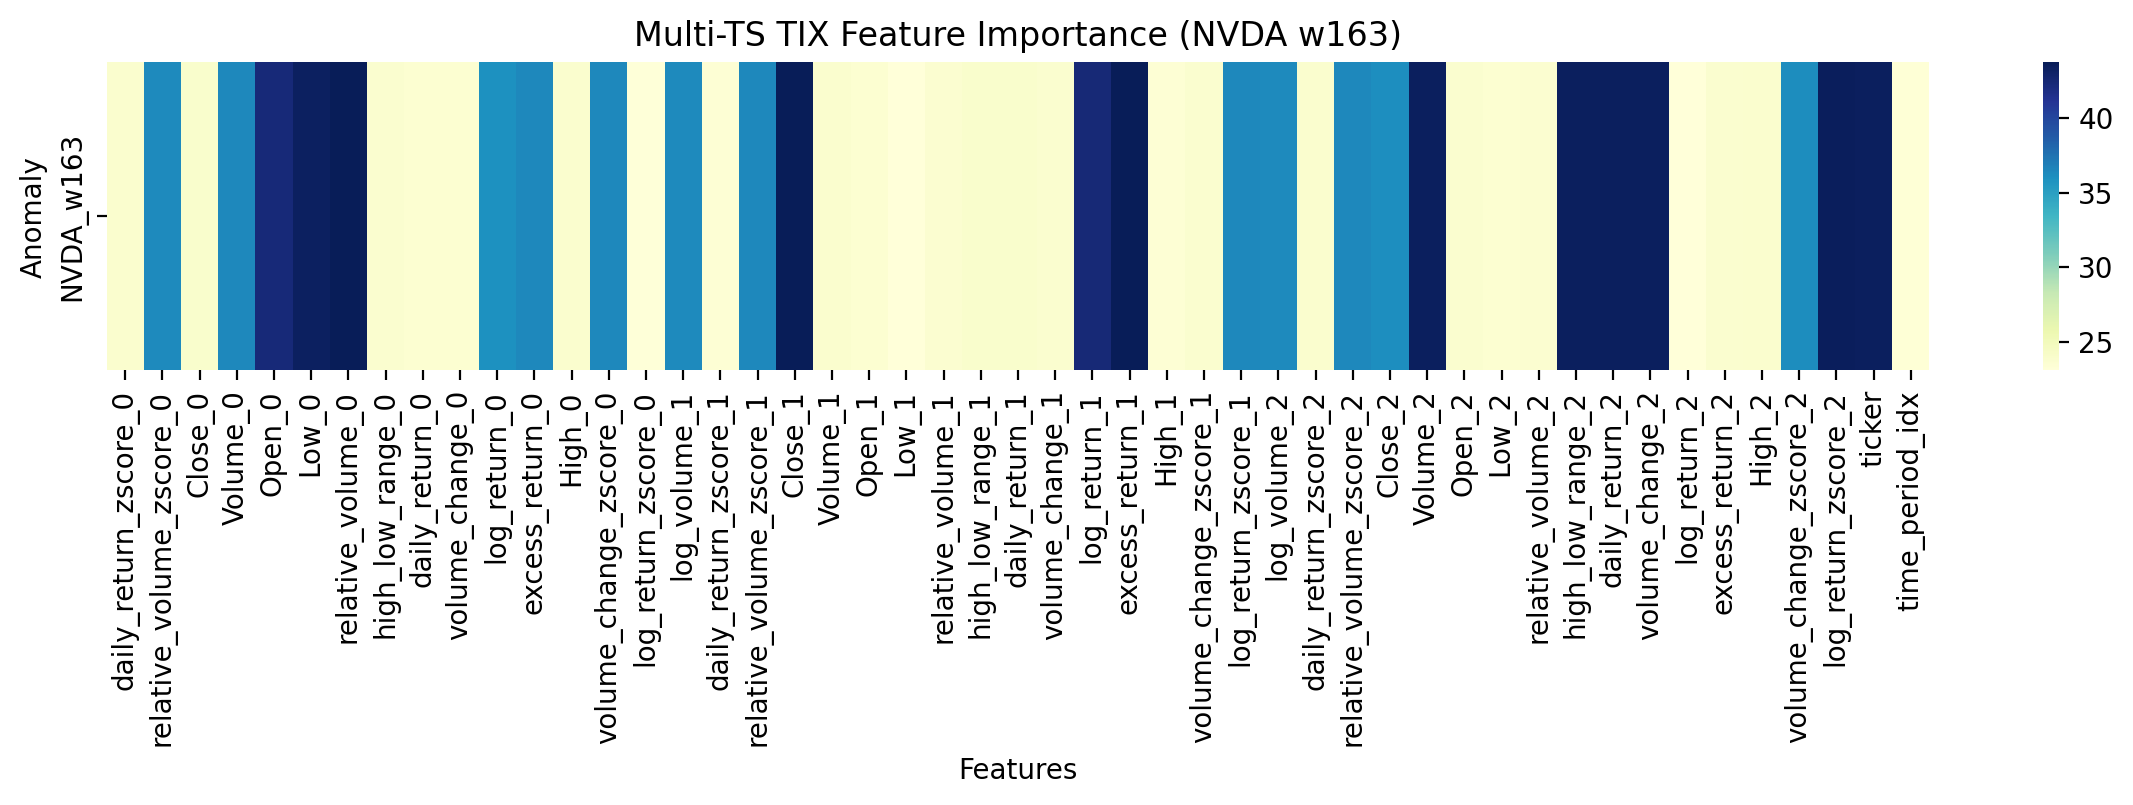 Multi-TS TIX Feature Importance (NVDA w163)
Anomaly
NVDA_w163
40
35
30
25
daily_return_zscore_0
relative_volume_zscore_0
Close_0
Volume_0
Open_0
Low_0
relative_volume_0
high_low_range_0
daily_return_0
volume_change_0
log_return_0
excess_return_0
High_0
volume_change_zscore_0
log_return_zscore_0
log_volume_1
daily_return_zscore_1
relative_volume_zscore_1
Close_1
Volume_1
Open_1
Low_1
relative_volume_1
high_low_range_1
daily_return_1
volume_change_1
log_return_1
excess_return_1
High_1
volume_change_zscore_1
log_return_zscore_1
log_volume_2
daily_return_zscore_2
relative_volume_zscore_2
Close_2
Volume_2
Open_2
Low_2
relative_volume_2
high_low_range_2
daily_return_2
volume_change_2
log_return_2
excess_return_2
High_2
volume_change_zscore_2
log_return_zscore_2
ticker
time_period_idx
Features